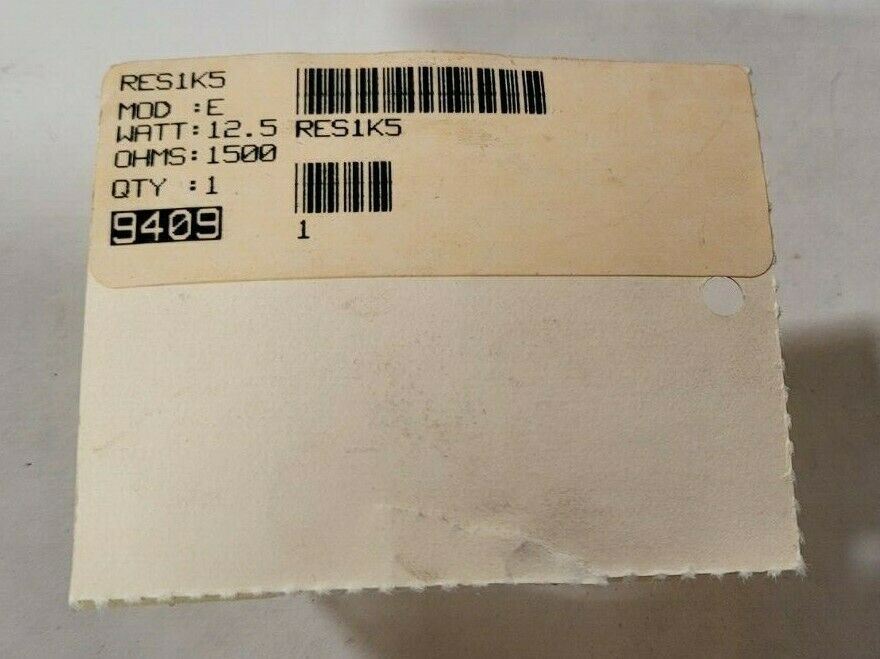 RES1K5
MOD :E
WATT:12.5 RES1K5
OHMS:1500
QTY :1
9409
1